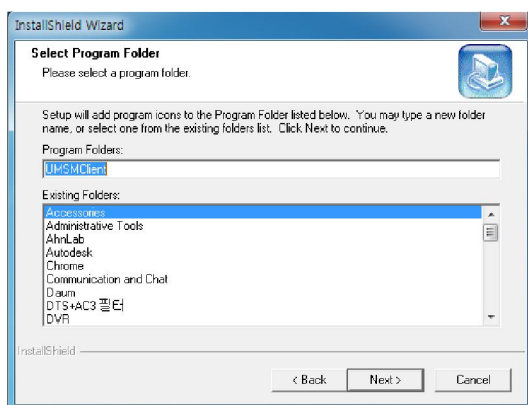 InstallShield Wizard
Select Program Folder
Please select a program folder.
Setup will add program icons to the Program Folder listed below. You may type a new folder
name, or select one from the existing folders list. Click Next to continue.
Program Folders:
UMSMClient
Existing Folders:
Accessories
Administrative Tools
AhnLab
Autodesk
Chrome
Communication and Chat
Daum
DTS+AC3 필터
DVR
InstallShield
< Back
Next >
Cancel